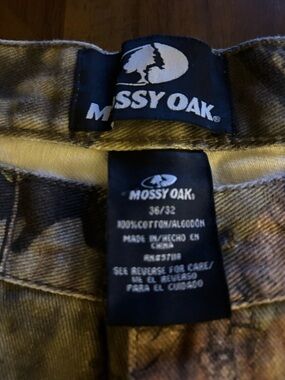 MOSSY OAK®
MOSSY OAK®
36/32
100% COTTON/ALGODÓN
MADE IN/HECHO EN
CHINA
SEE REVERSE FOR CARE/
VE EL REVERSO
PARA EL CUIDADO